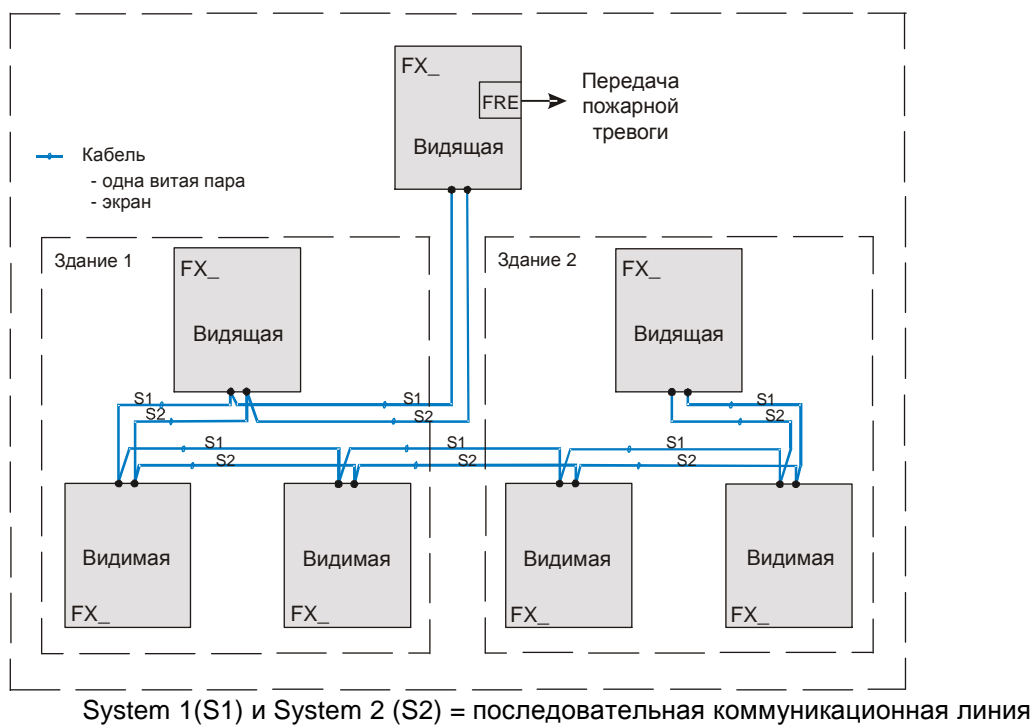 FX_
FRE
Видящая
Передача
пожарной
тревоги
Кабель
- одна витая пара
- экран
Здание 1
FX_
Видящая
Здание 2
FX_
Видящая
S1
S1
S2
S2
S1
S2
S1
S1
S1
S2
S2
S2
Видимая
FX_
Видимая
FX_
Видимая
FX_
Видимая
FX_
System 1(S1) и System 2 (S2) = последовательная коммуникационная линия